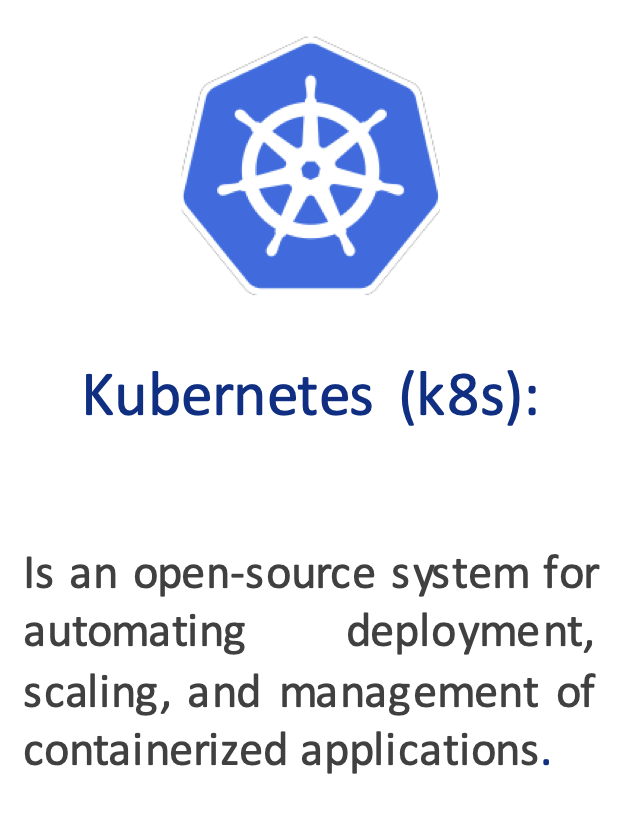 Kubernetes (k8s):
Is an open-source system for
automating deployment,
scaling, and management of
containerized applications.